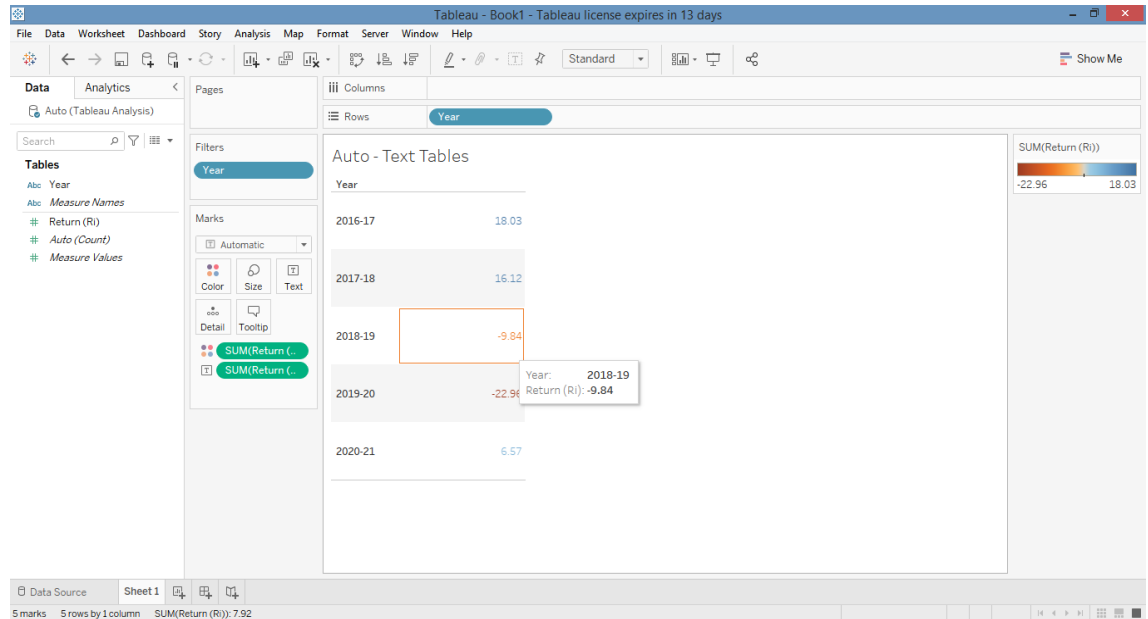 Tableau - Book1 - Tableau license expires in 13 days
File Data Worksheet Dashboard Story Analysis Map Format Server Window Help
Standard
Show Me
Data Analytics
Auto (Tableau Analysis)
Search
Tables
Abc Year
Abc Measure Names
# Return (Ri)
# Auto (Count)
# Measure Values
Pages
Filters
Year
Marks
T Automatic
Color Size Text
Detail Tooltip
SUM(Return (..
T SUM(Return (..
iii Columns
Rows Year
Auto - Text Tables
Year
2016-17 18.03
2017-18 16.12
2018-19 -9.84
2019-20 -22.96
2020-21 6.57
Year: 2018-19
Return (Ri): -9.84
SUM(Return (Ri))
-22.96 18.03
Data Source Sheet 1
5 marks 5 rows by 1 column SUM(Return (Ri)): 7.92